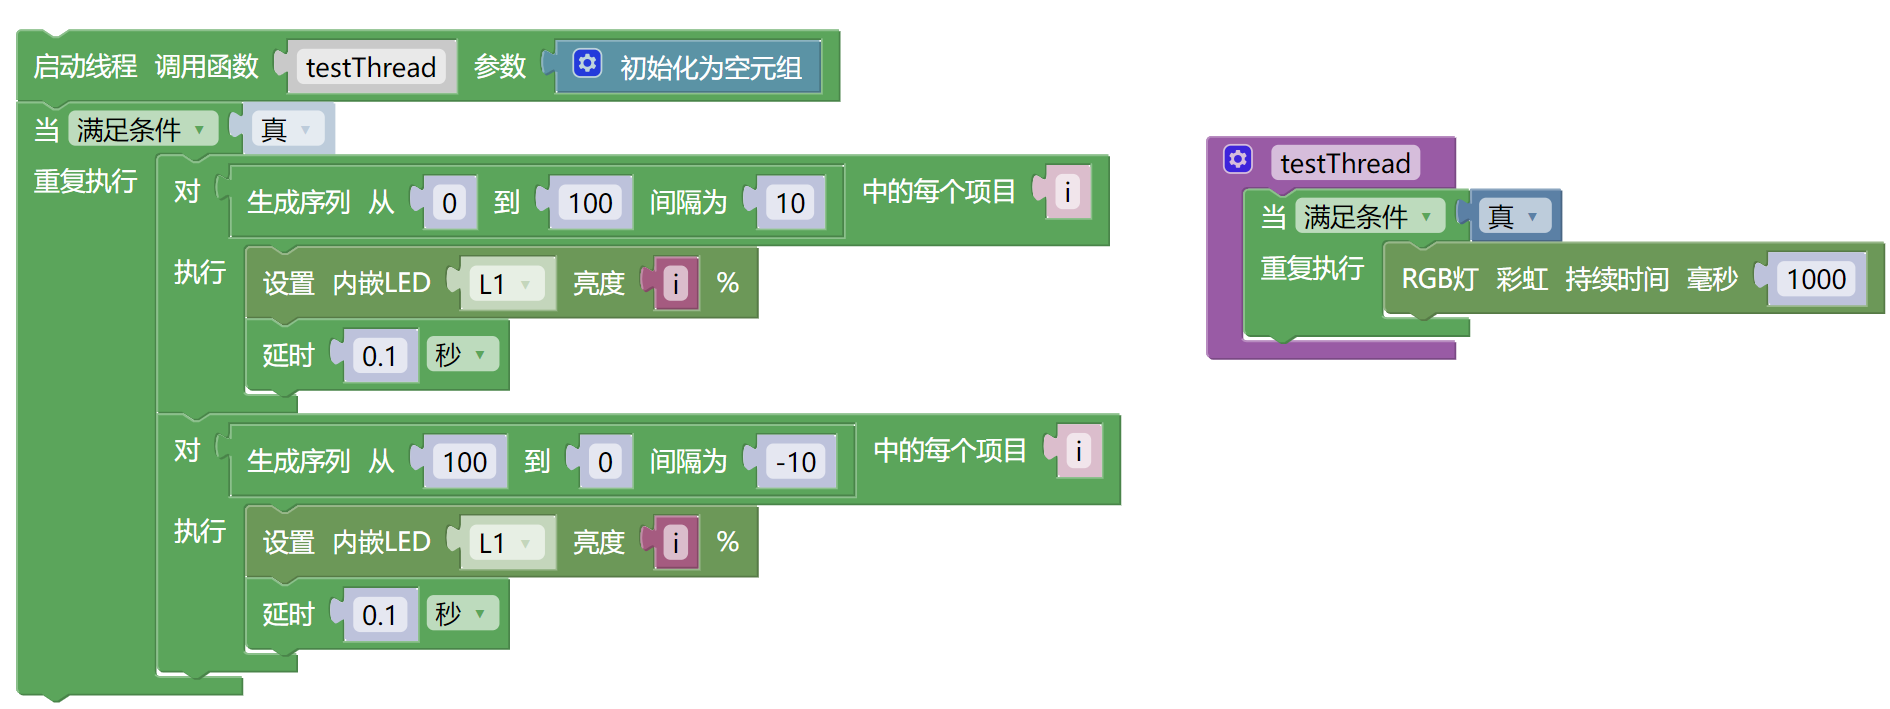 启动线程 调用函数 testThread 参数 初始化为空元组
当 满足条件 真
重复执行
对 生成序列 从 0 到 100 间隔为 10 中的每个项目 i
执行
设置 内嵌LED L1 亮度 i %
延时 0.1 秒
对 生成序列 从 100 到 0 间隔为 -10 中的每个项目 i
执行
设置 内嵌LED L1 亮度 i %
延时 0.1 秒
testThread
当 满足条件 真
重复执行
RGB灯 彩虹 持续时间 毫秒 1000